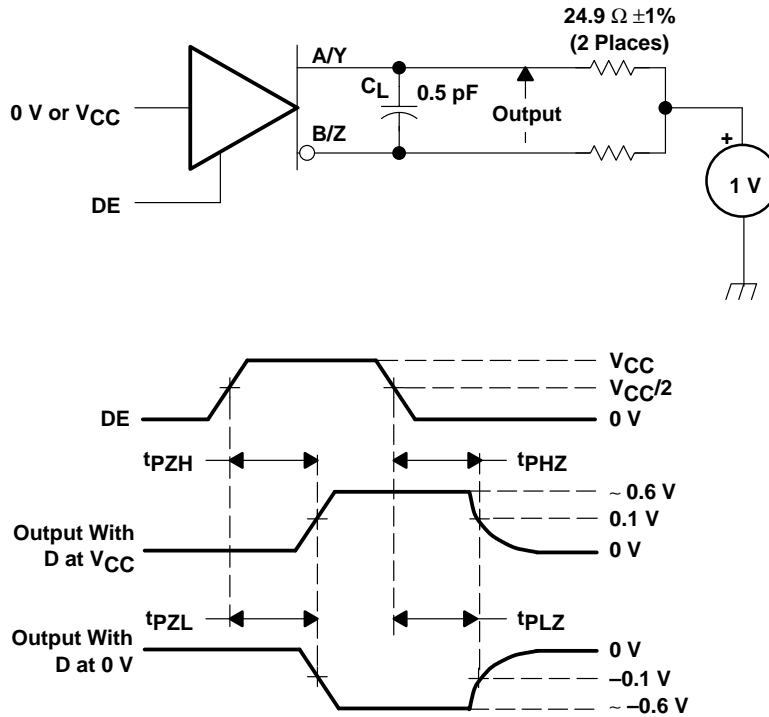 24.9 Ω ±1%
(2 Places)
A/Y
CL
0.5 pF
Output
0 V or VCC
B/Z
+
1 V
DE
VCC
VCC/2
DE
0 V
tPZH
tPHZ
~ 0.6 V
0.1 V
Output With
D at VCC
0 V
tPZL
tPLZ
Output With
D at 0 V
0 V
–0.1 V
~ –0.6 V